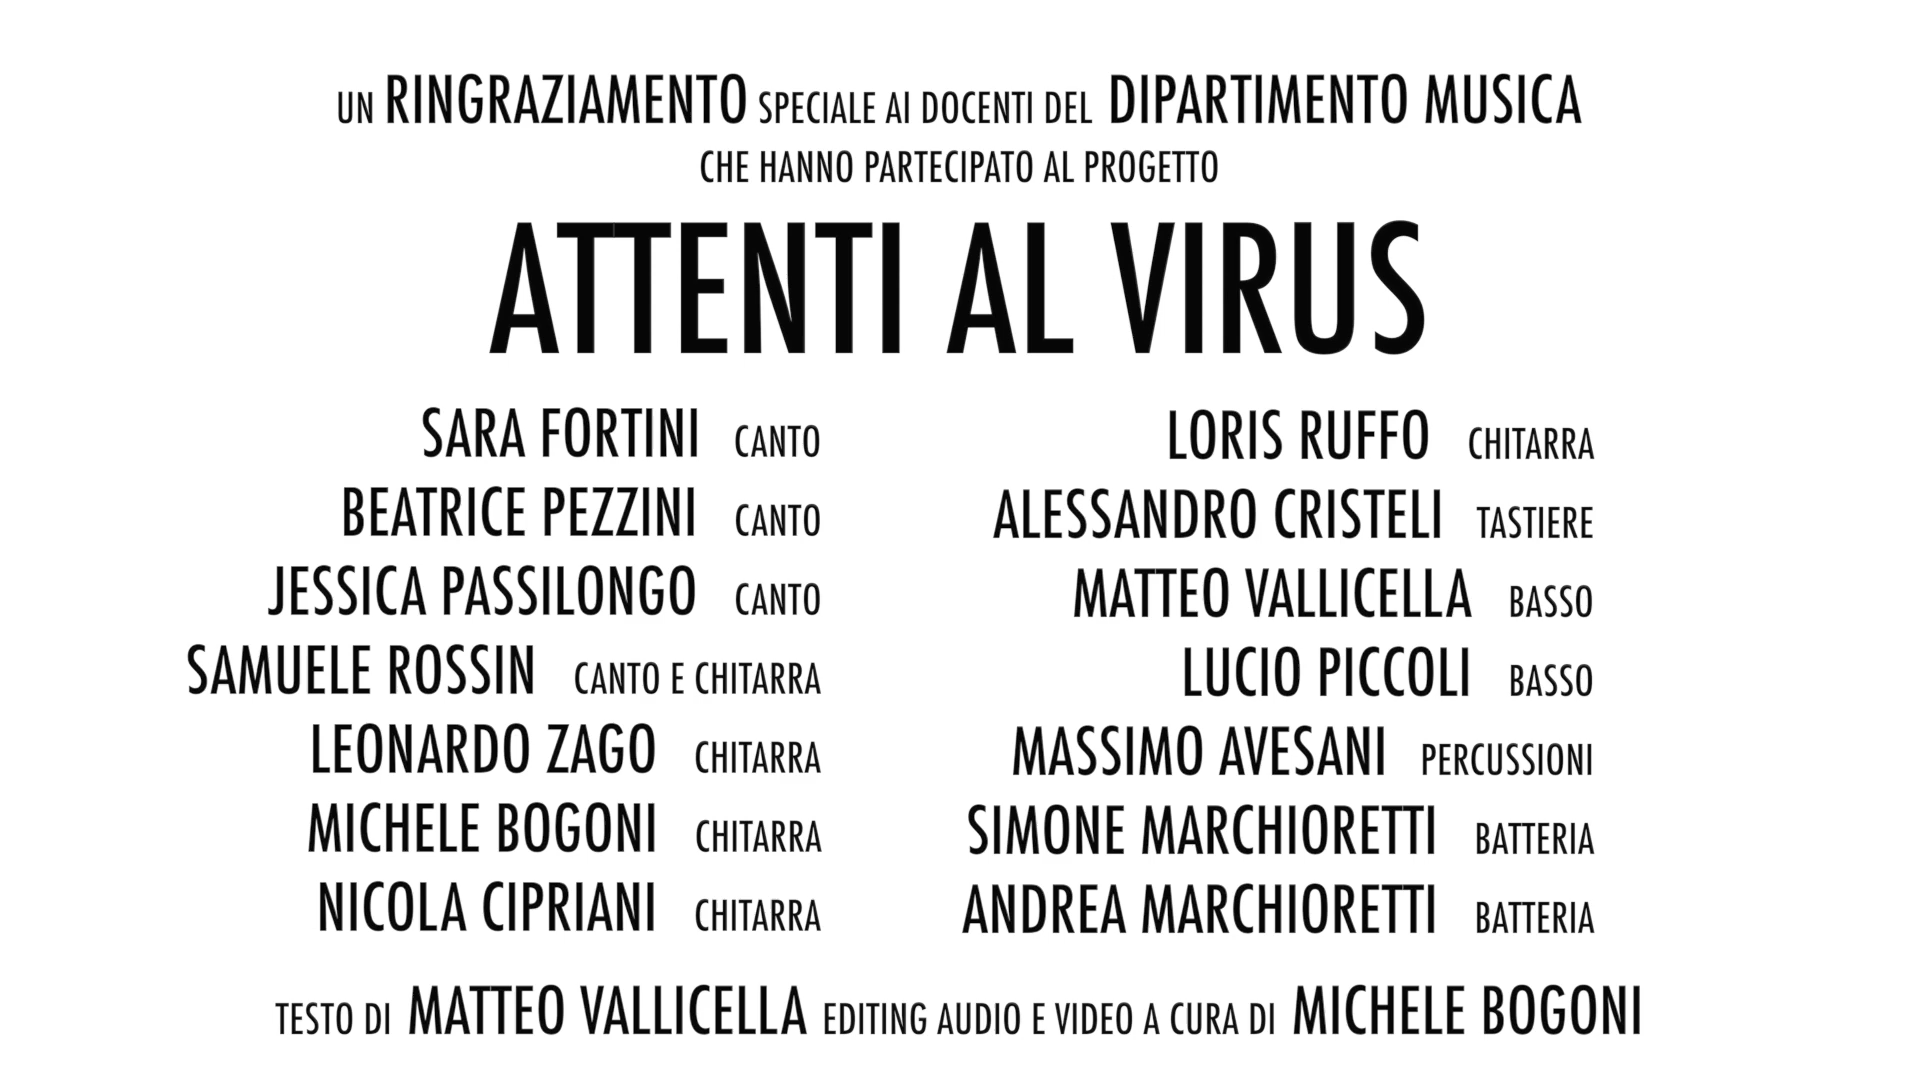 UN RINGRAZIAMENTO SPECIALE AI DOCENTI DEL DIPARTIMENTO MUSICA
CHE HANNO PARTECIPATO AL PROGETTO
ATTENTI AL VIRUS
SARA FORTINI CANTO
BEATRICE PEZZINI CANTO
JESSICA PASSILONGO CANTO
SAMUELE ROSSIN CANTO E CHITARRA
LEONARDO ZAGO CHITARRA
MICHELE BOGONI CHITARRA
NICOLA CIPRIANI CHITARRA
LORIS RUFFO CHITARRA
ALESSANDRO CRISTELI TASTIERE
MATTEO VALLICELLA BASSO
LUCIO PICCOLI BASSO
MASSIMO AVESANI PERCUSSIONI
SIMONE MARCHIORETTI BATTERIA
ANDREA MARCHIORETTI BATTERIA
TESTO DI MATTEO VALLICELLA EDITING AUDIO E VIDEO A CURA DI MICHELE BOGONI